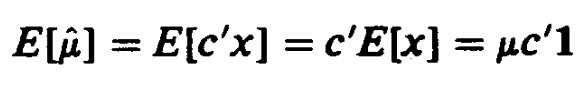 E[μ̂] = E[c′x] = c′E[x] = μc′1